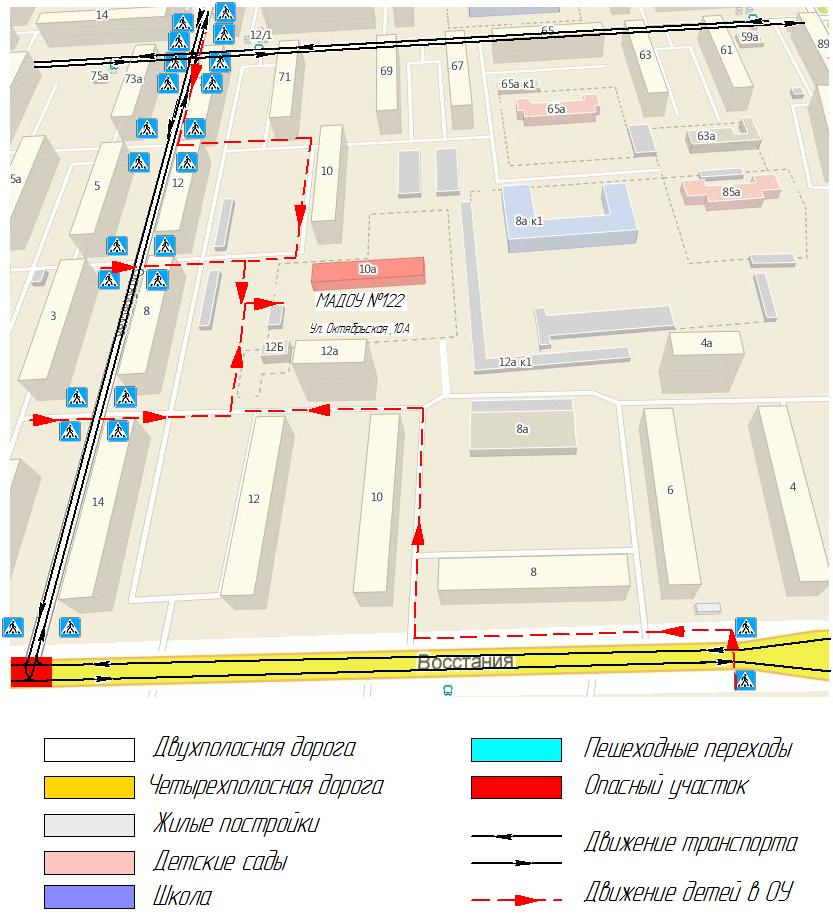 14
12/1
65
59а
89
75а
73а
71
69
67
63
61
65а к1
65а
63а
5а
5
12
10
8а к1
85а
10а
3
8
МАДОУ №122
Ул. Октябрьская ,10А
12Б
12а
12а к1
4а
14
12
10
8а
6
4
8
Восстания
Двухполосная дорога
Четырехполосная дорога
Жилые постройки
Детские сады
Школа
Пешеходные переходы
Опасный участок
Движение транспорта
Движение детей в ОУ